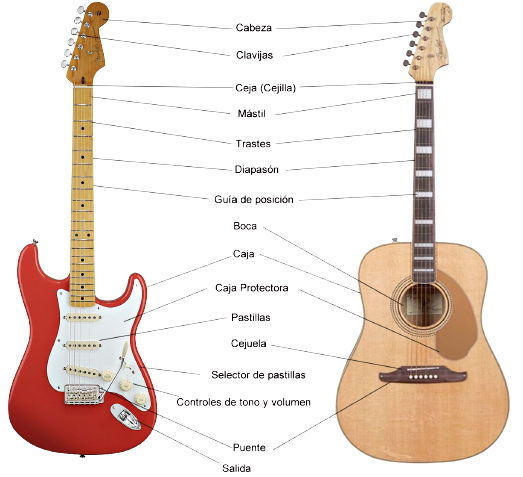 Cabeza
Clavijas
Ceja (Cejilla)
Mástil
Trastes
Diapasón
Guía de posición
Boca
Caja
Caja Protectora
Pastillas
Cejuela
Selector de pastillas
Controles de tono y volumen
Puente
Salida